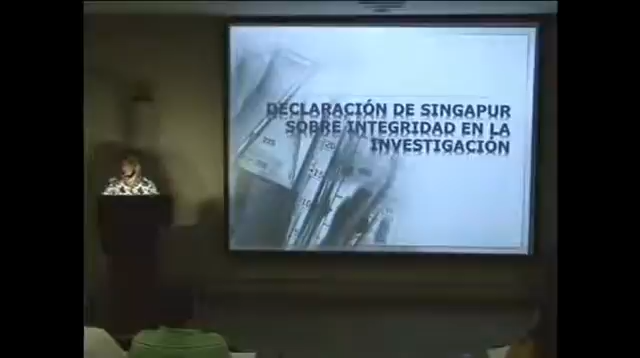 DECLARACIÓN DE SINGAPUR
SOBRE INTEGRIDAD EN LA
INVESTIGACIÓN